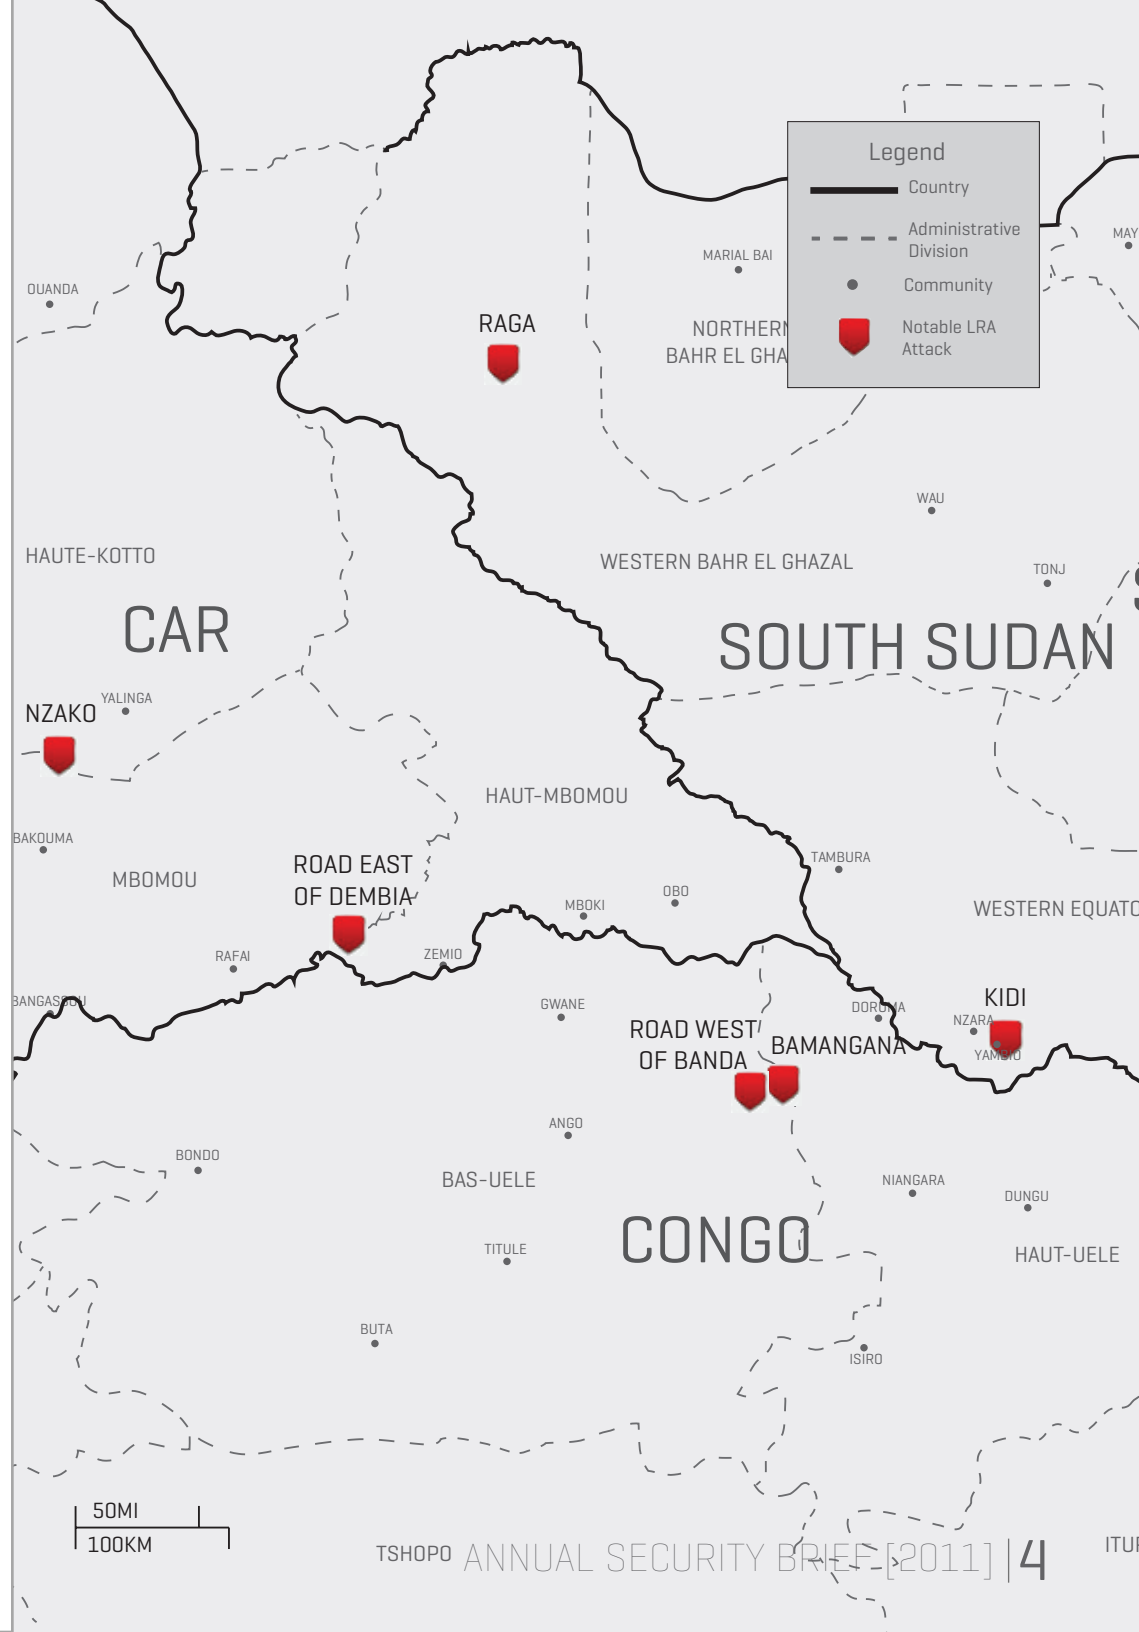 Legend
Country
Administrative
Division
Community
Notable LRA
Attack
MARIAL BAI
OUANDA
RAGA
NORTHERN
BAHR EL GHA
WAU
HAUTE-KOTTO
WESTERN BAHR EL GHAZAL
TONJ
CAR
SOUTH SUDAN
YALINGA
NZAKO
HAUT-MBOMOU
BAKOUMA
TAMBURA
ROAD EAST
OF DEMBIA
MBOMOU
OBO
MBOKI
WESTERN EQUATO
ZEMIO
RAFAI
BANGASSOU
GWANE
DORUMA
KIDI
NZARA
YAMBIO
ROAD WEST
OF BANDA
BAMANGANA
ANGO
BONDO
BAS-UELE
NIANGARA
DUNGU
CONGO
TITULE
HAUT-UELE
BUTA
ISIRO
50MI
100KM
TSHOPO
ANNUAL SECURITY BRIEF [2011] | 4
ITUR
MAY